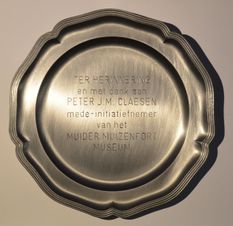 TER HERINNERING
en met dank aan
PETER J.M. CLAESEN
mede-initiatiefnemer
van het
MUIDER MUIZENFORT
MUSEUM